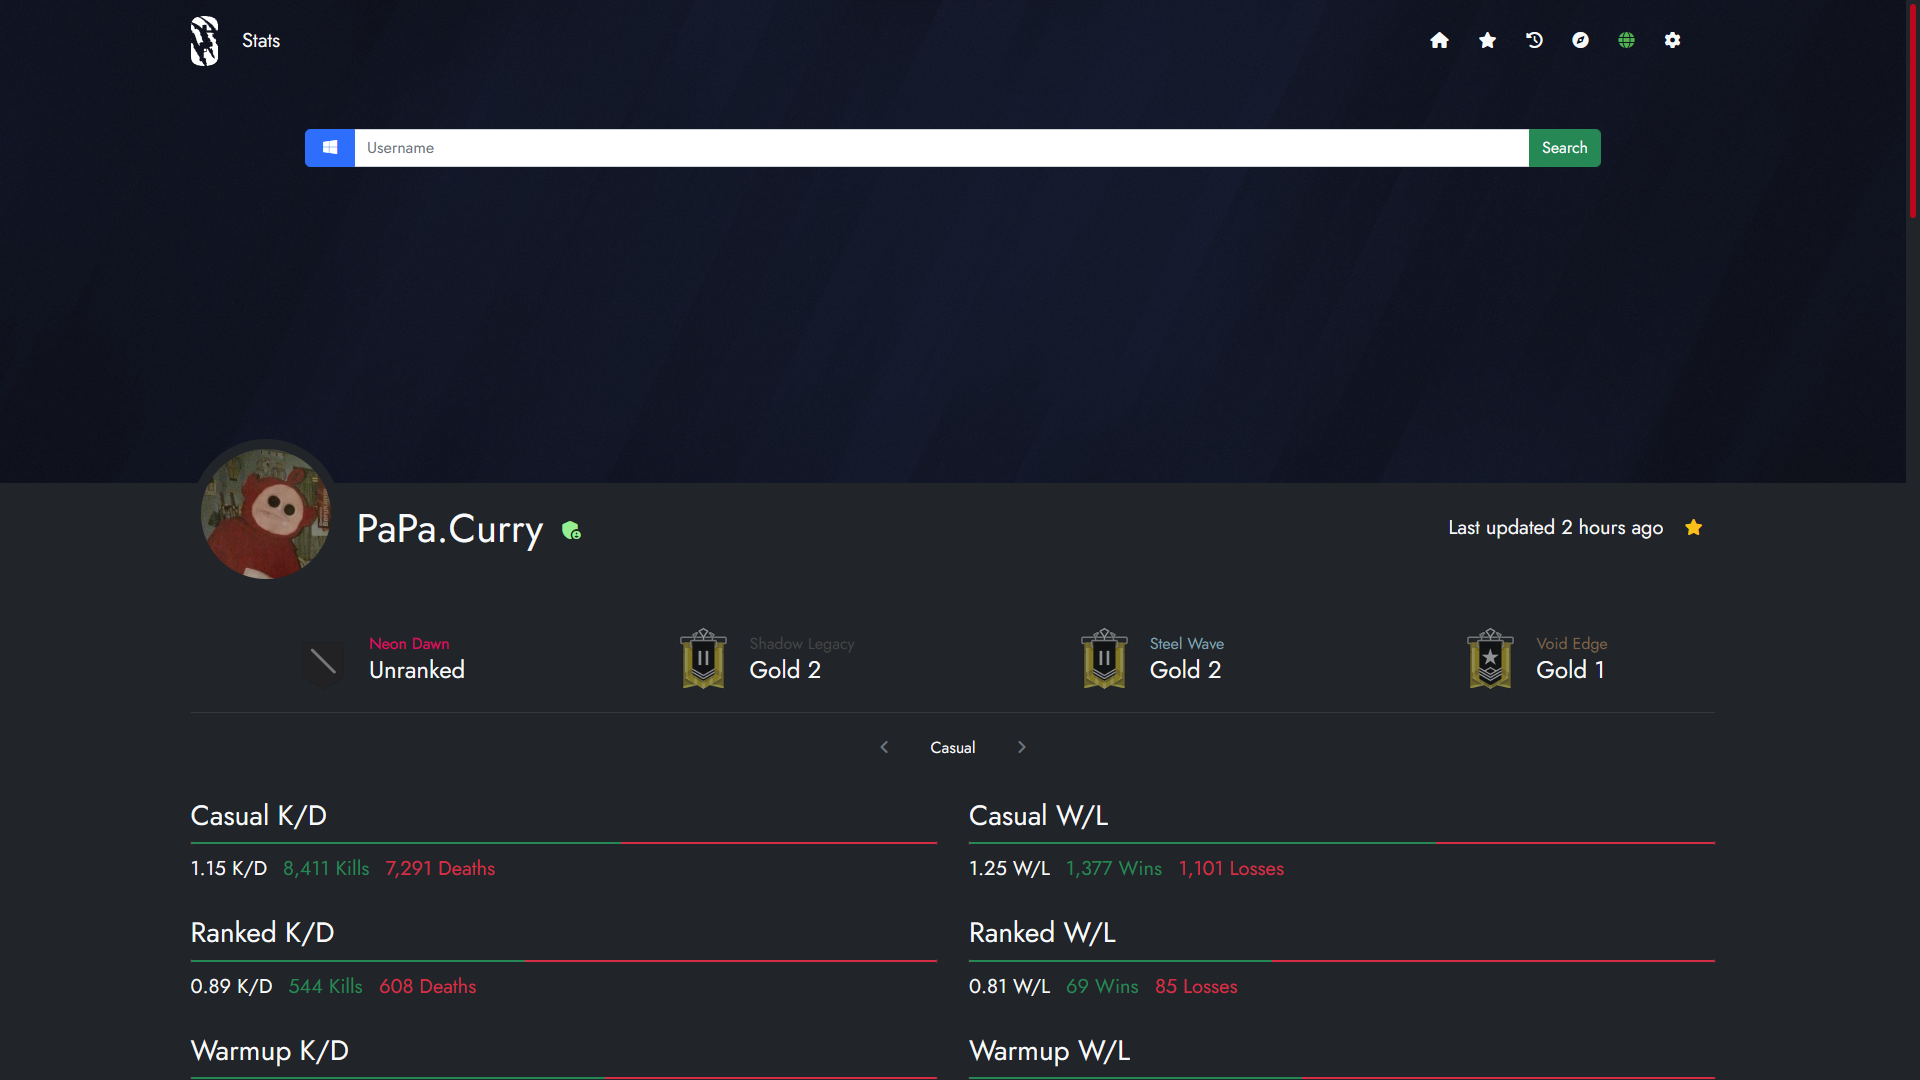 Stats
Username
Search
PaPa.Curry
Last updated 2 hours ago
Neon Dawn
Unranked
Shadow Legacy
Gold 2
Steel Wave
Gold 2
Void Edge
Gold 1
Casual
Casual K/D
1.15 K/D 8,411 Kills 7,291 Deaths
Casual W/L
1.25 W/L 1,377 Wins 1,101 Losses
Ranked K/D
0.89 K/D 544 Kills 608 Deaths
Ranked W/L
0.81 W/L 69 Wins 85 Losses
Warmup K/D
Warmup W/L